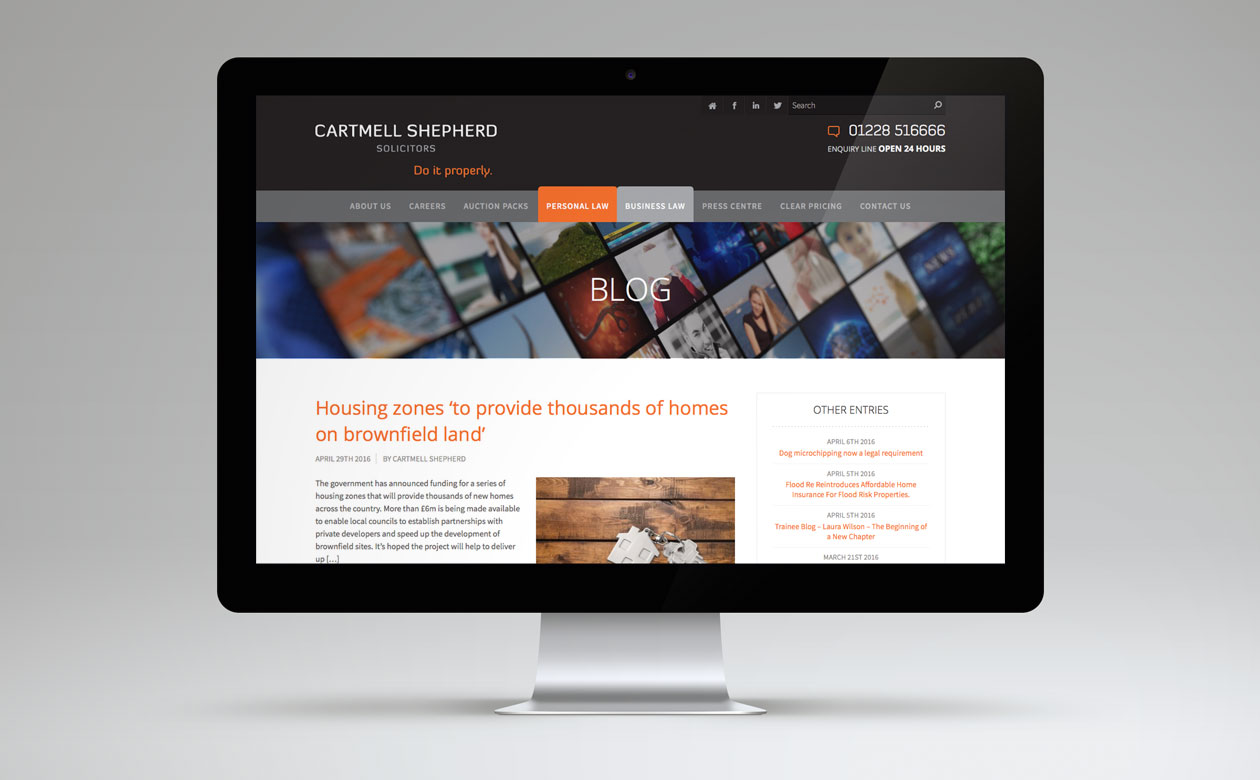 Search
CARTMELL SHEPHERD
SOLICITORS
Do it properly.
01228 516666
ENQUIRY LINE OPEN 24 HOURS
ABOUT US CAREERS AUCTION PACKS PERSONAL LAW BUSINESS LAW PRESS CENTRE CLEAR PRICING CONTACT US
NEWS
BLOG
Housing zones ‘to provide thousands of homes
on brownfield land’
APRIL 29TH 2016 | BY CARTMELL SHEPHERD
The government has announced funding for a series of
housing zones that will provide thousands of new homes
across the country. More than £6m is being made available
to enable local councils to establish partnerships with
private developers and speed up the development of
brownfield sites. It’s hoped the project will help to deliver
up [...]
OTHER ENTRIES
APRIL 6TH 2016
Dog microchipping now a legal requirement
APRIL 5TH 2016
Flood Re Reintroduces Affordable Home
Insurance For Flood Risk Properties.
APRIL 5TH 2016
Trainee Blog – Laura Wilson – The Beginning of
a New Chapter
MARCH 21ST 2016